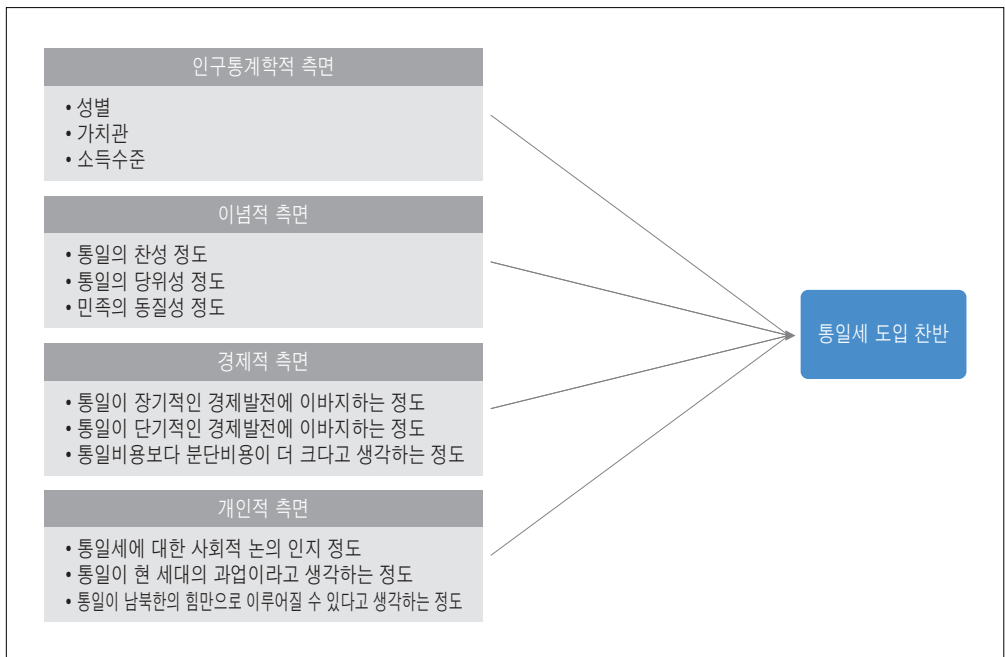 인구통계학적 측면
• 성별
• 가치관
• 소득수준
이념적 측면
• 통일의 찬성 정도
• 통일의 당위성 정도
• 민족의 동질성 정도
경제적 측면
• 통일이 장기적인 경제발전에 이바지하는 정도
• 통일이 단기적인 경제발전에 이바지하는 정도
• 통일비용보다 분단비용이 더 크다고 생각하는 정도
개인적 측면
• 통일세에 대한 사회적 논의 인지 정도
• 통일이 현 세대의 과업이라고 생각하는 정도
• 통일이 남북한의 힘만으로 이루어질 수 있다고 생각하는 정도
통일세 도입 찬반